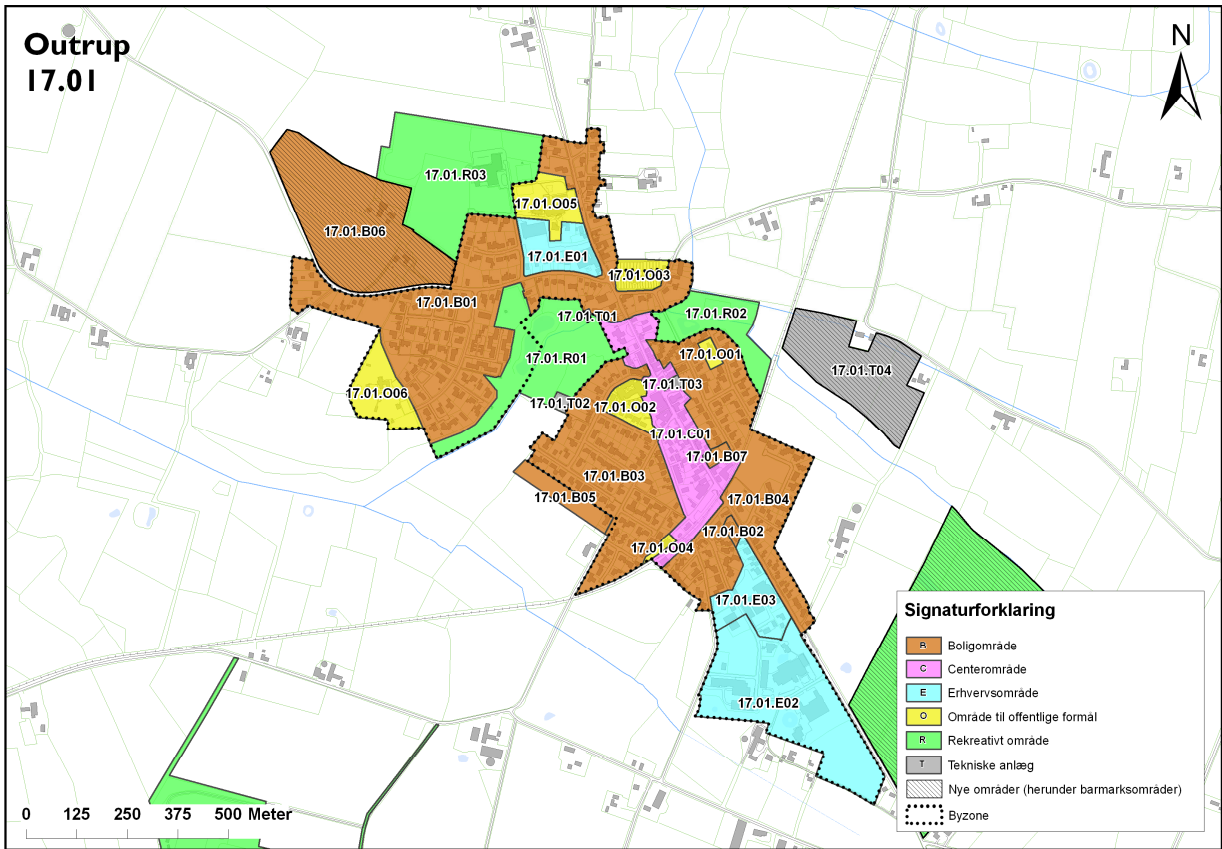 Outrup
17.01
N
17.01.R03
17.01.O05
17.01.B06
17.01.E01
17.01.O03
17.01.B01
17.01.T01
17.01.R02
17.01.R01
17.01.O01
17.01.T04
17.01.T03
17.01.O06
17.01.T02
17.01.O02
17.01.C01
17.01.B07
17.01.B03
17.01.B05
17.01.B04
17.01.B02
17.01.O04
17.01.E03
17.01.E02
Signaturforklaring
B Boligområde
C Centerområde
E Erhvervsområde
O Område til offentlige formål
R Rekreativt område
T Tekniske anlæg
Nye områder (herunder barmarksområder)
Byzone
0 125 250 375 500 Meter